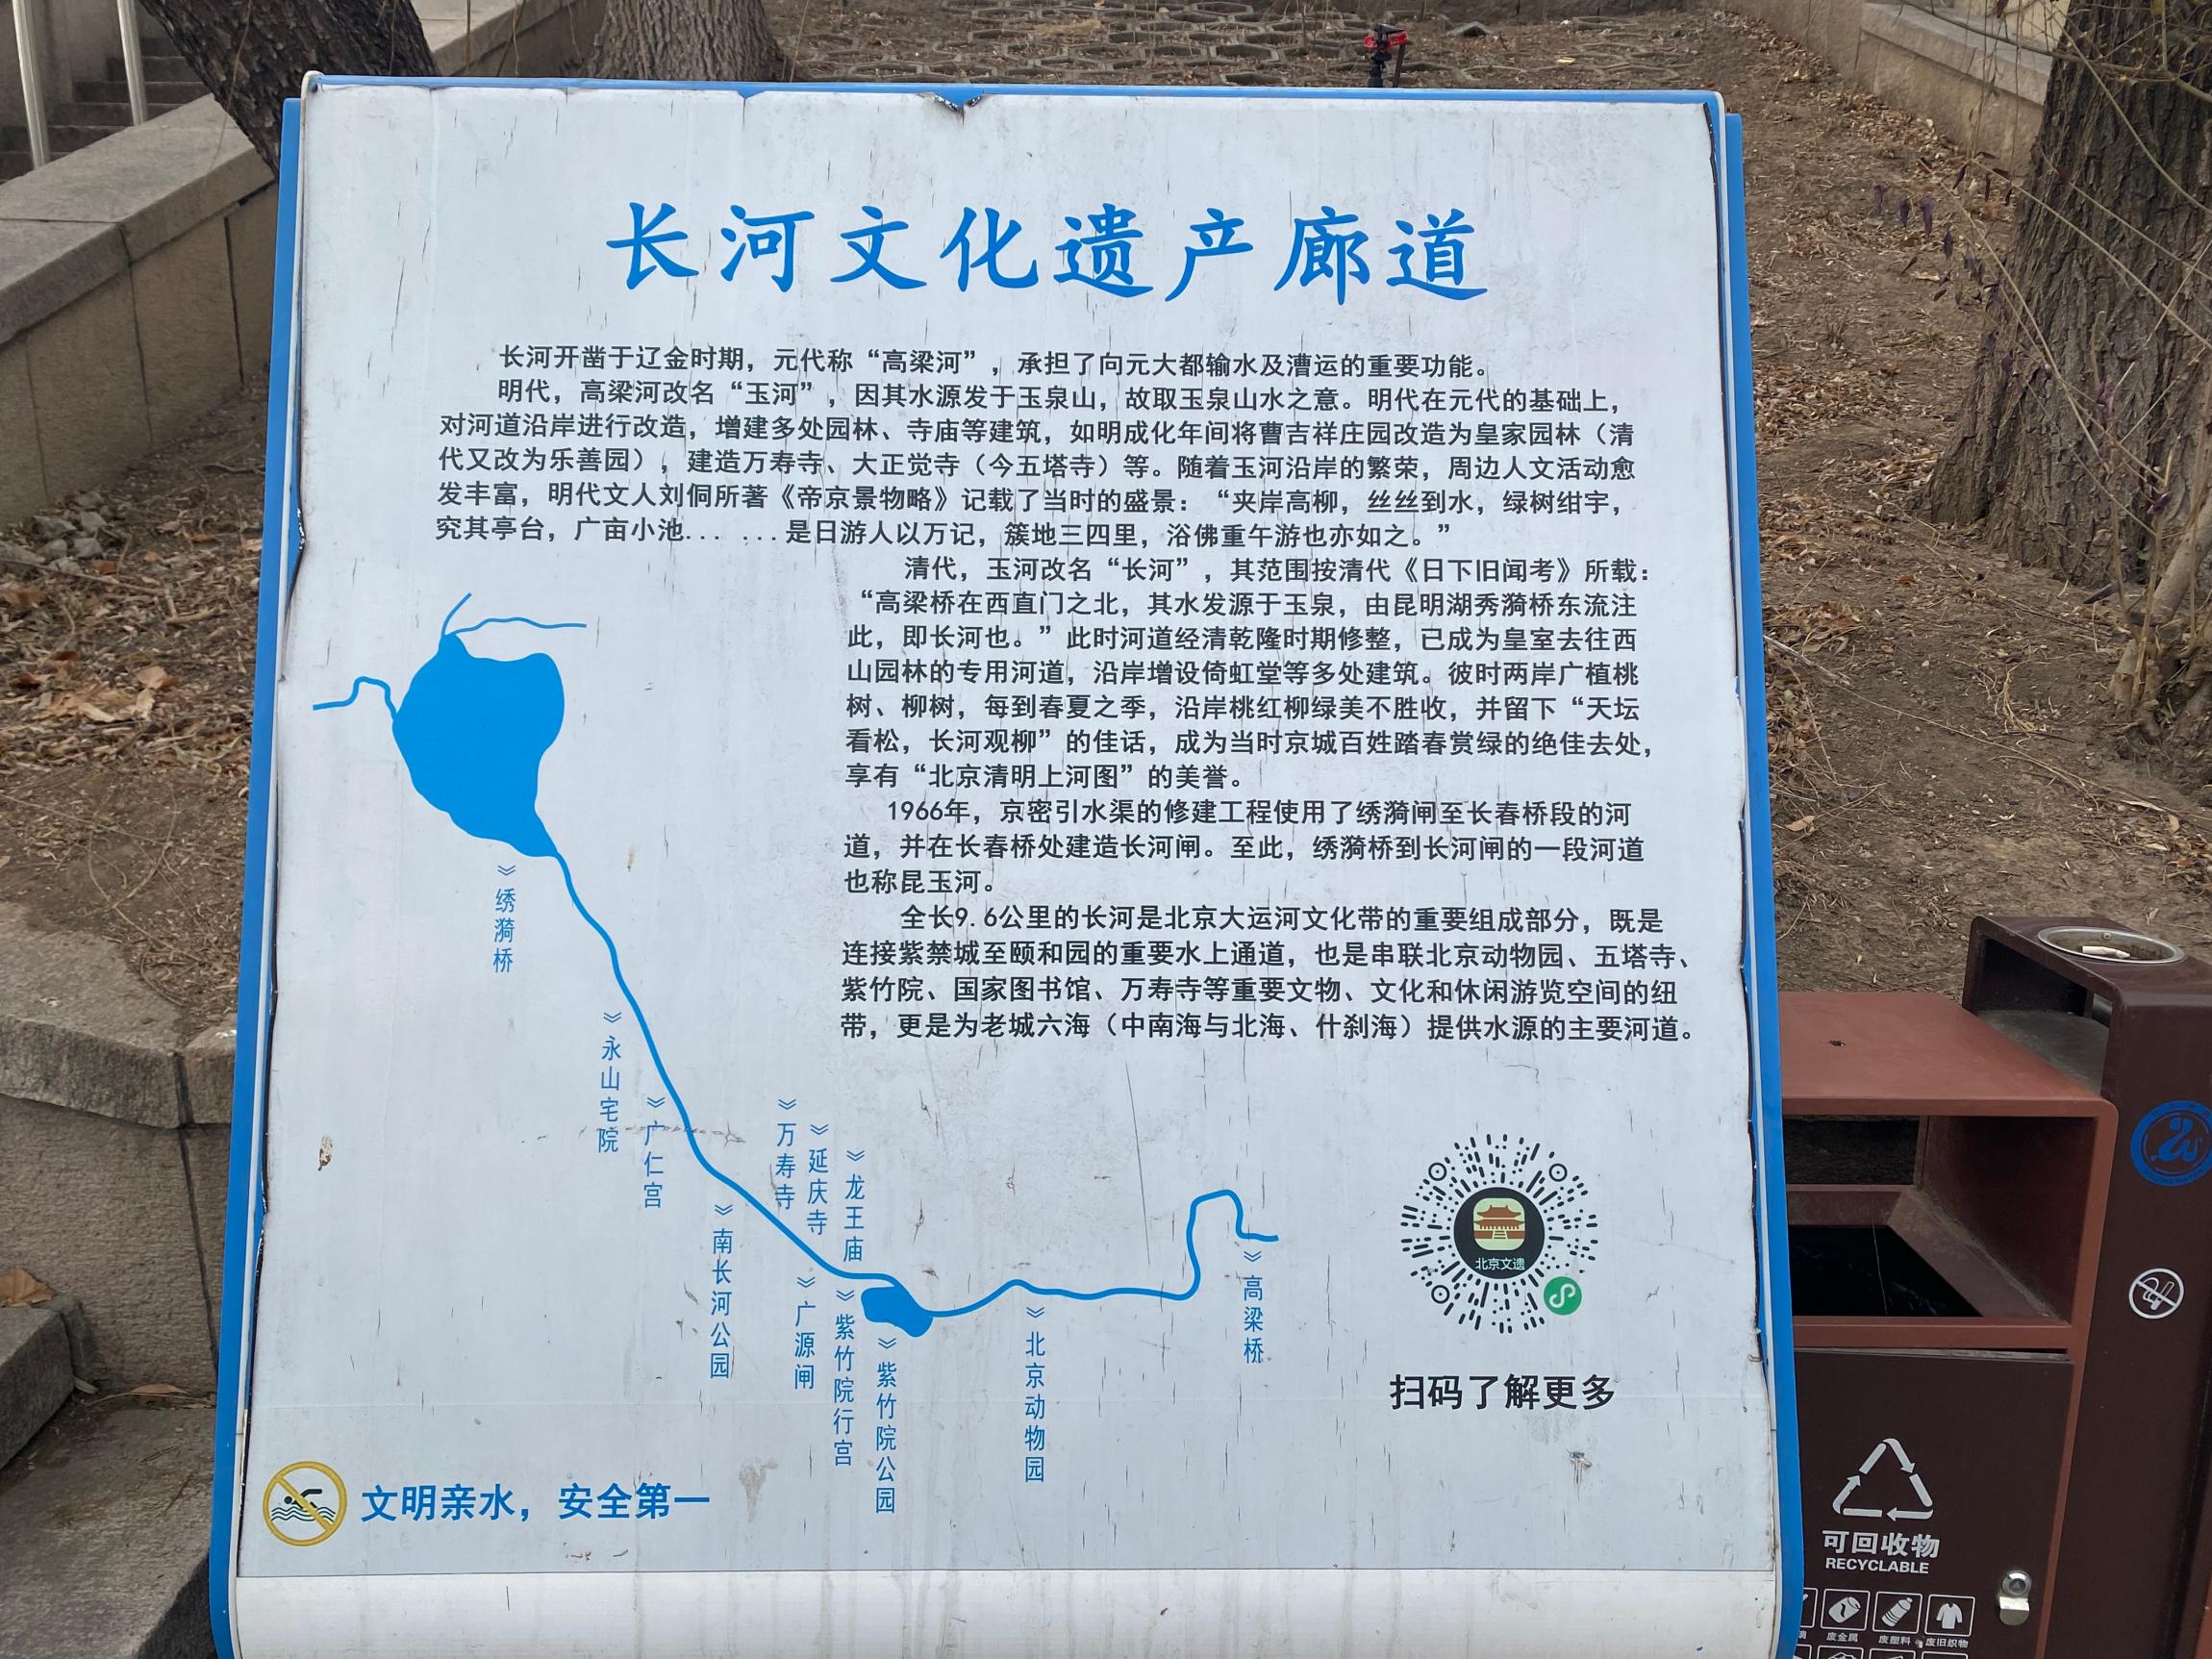 长河文化遗产廊道
长河开凿于辽金时期，元代称“高梁河”，承担了向元大都输水及漕运的重要功能。
明代，高梁河改名“玉河”，因其水源发于玉泉山，故取玉泉山水之意。明代在元代的基础上，
对河道沿岸进行改造，增建多处园林、寺庙等建筑，如明成化年间将曹吉祥庄园改造为皇家园林（清
代又改为乐善园），建造万寿寺、大正觉寺（今五塔寺）等。随着玉河沿岸的繁荣，周边人文活动愈
发丰富，明代文人刘侗所著《帝京景物略》记载了当时的盛景：“夹岸高柳，丝丝到水，绿树绀宇，
究其亭台，广亩小池... ...是日游人以万记，簇地三四里，浴佛重午游也亦如之。”
清代，玉河改名“长河”，其范围按清代《日下旧闻考》所载：
“高梁桥在西直门之北，其水发源于玉泉，由昆明湖秀漪桥东流注
此，即长河也。”此时河道经清乾隆时期修整，已成为皇室去往西
山园林的专用河道，沿岸增设倚虹堂等多处建筑。彼时两岸广植桃
树、柳树，每到春夏之季，沿岸桃红柳绿美不胜收，并留下“天坛
看松，长河观柳”的佳话，成为当时京城百姓踏春赏绿的绝佳去处，
享有“北京清明上河图”的美誉。
1966年，京密引水渠的修建工程使用了绣漪闸至长春桥段的河
道，并在长春桥处建造长河闸。至此，绣漪桥到长河闸的一段河道
也称昆玉河。
全长9.6公里的长河是北京大运河文化带的重要组成部分，既是
连接紫禁城至颐和园的重要水上通道，也是串联北京动物园、五塔寺、
紫竹院、国家图书馆、万寿寺等重要文物、文化和休闲游览空间的纽
带，更是为老城六海（中南海与北海、什刹海）提供水源的主要河道。
》绣漪桥
》永山宅院
》广仁宫
》南长河公园
》万寿寺
》延庆寺
》龙王庙
》广源闸
》紫竹院行宫
》紫竹院公园
》北京动物园
》高梁桥
北京文遗
扫码了解更多
文明亲水，安全第一
可回收物
RECYCLABLE
废金属
废塑料
废旧织物